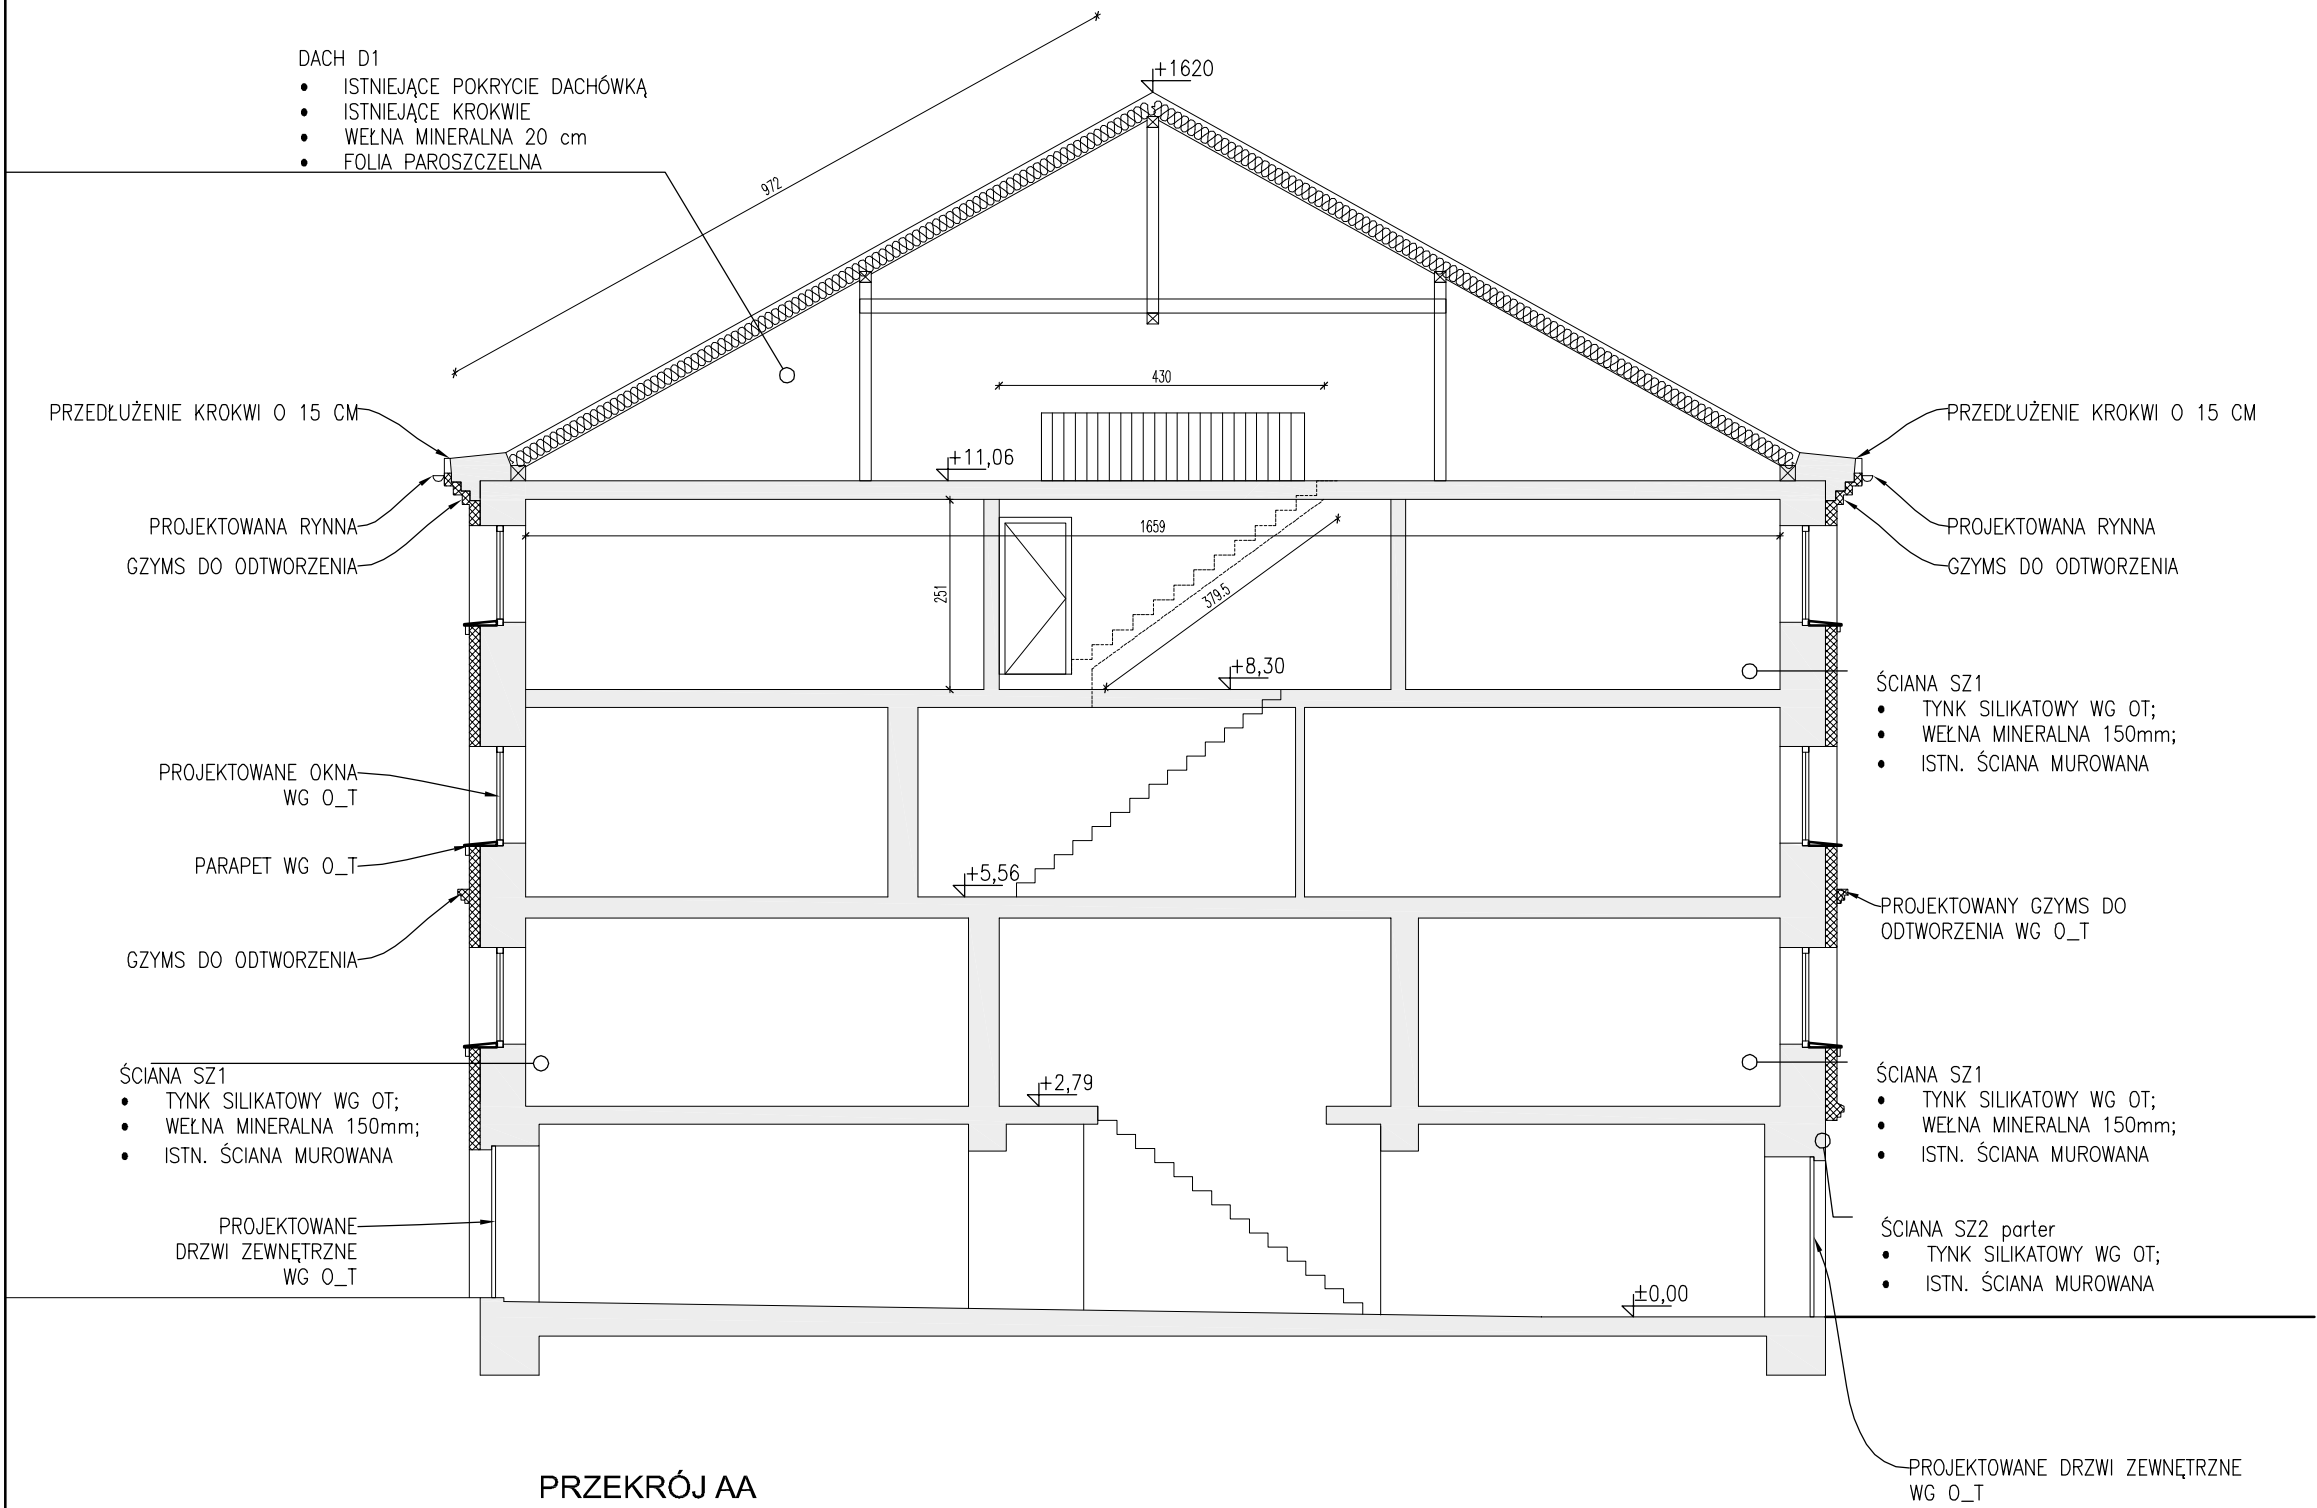 DACH D1
• ISTNIEJĄCE POKRYCIE DACHÓWKĄ
• ISTNIEJĄCE KROKWIE
• WEŁNA MINERALNA 20 cm
• FOLIA PAROSZCZELNA
+1620
972
430
PRZEDŁUŻENIE KROKWI O 15 CM
PRZEDŁUŻENIE KROKWI O 15 CM
+11,06
PROJEKTOWANA RYNNA
1659
PROJEKTOWANA RYNNA
GZYMS DO ODTWORZENIA
GZYMS DO ODTWORZENIA
251
379.5
+8,30
ŚCIANA SZ1
• TYNK SILIKATOWY WG OT;
• WEŁNA MINERALNA 150mm;
• ISTN. ŚCIANA MUROWANA
PROJEKTOWANE OKNA
WG O_T
PARAPET WG O_T
+5,56
PROJEKTOWANY GZYMS DO
ODTWORZENIA WG O_T
GZYMS DO ODTWORZENIA
ŚCIANA SZ1
• TYNK SILIKATOWY WG OT;
• WEŁNA MINERALNA 150mm;
• ISTN. ŚCIANA MUROWANA
+2,79
ŚCIANA SZ1
• TYNK SILIKATOWY WG OT;
• WEŁNA MINERALNA 150mm;
• ISTN. ŚCIANA MUROWANA
PROJEKTOWANE
DRZWI ZEWNĘTRZNE
WG O_T
ŚCIANA SZ2 parter
• TYNK SILIKATOWY WG OT;
• ISTN. ŚCIANA MUROWANA
±0,00
PROJEKTOWANE DRZWI ZEWNĘTRZNE
WG O_T
PRZEKRÓJ AA